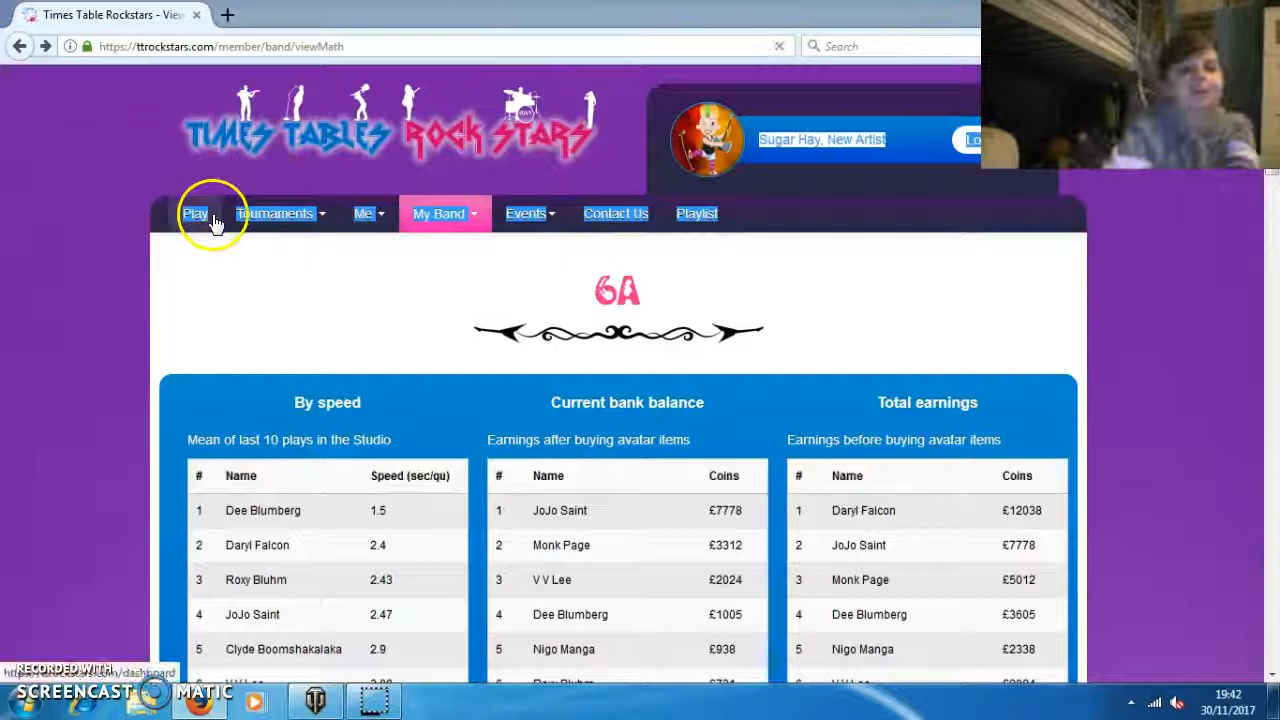 Times Table Rockstars - View
https://ttrockstars.com/member/band/viewMath
Search
TIMES TABLES ROCK STARS
Sugar Hay, New Artist
Lo
Play Tournaments Me My Band Events Contact Us Playlist
6A
By speed Current bank balance Total earnings
Mean of last 10 plays in the Studio Earnings after buying avatar items Earnings before buying avatar items
# Name Speed (sec/qu) # Name Coins # Name Coins
1 Dee Blumberg 1.5 1 JoJo Saint £7778 1 Daryl Falcon £12038
2 Daryl Falcon 2.4 2 Monk Page £3312 2 JoJo Saint £7778
3 Roxy Bluhm 2.43 3 V V Lee £2024 3 Monk Page £5012
4 JoJo Saint 2.47 4 Dee Blumberg £1005 4 Dee Blumberg £3605
5 Clyde Boomshakalaka 2.9 5 Nigo Manga £938 5 Nigo Manga £2338
https://ttrockstars.com/dashboard
RECORDED WITH
SCREENCAST MATIC
19:42
30/11/2017